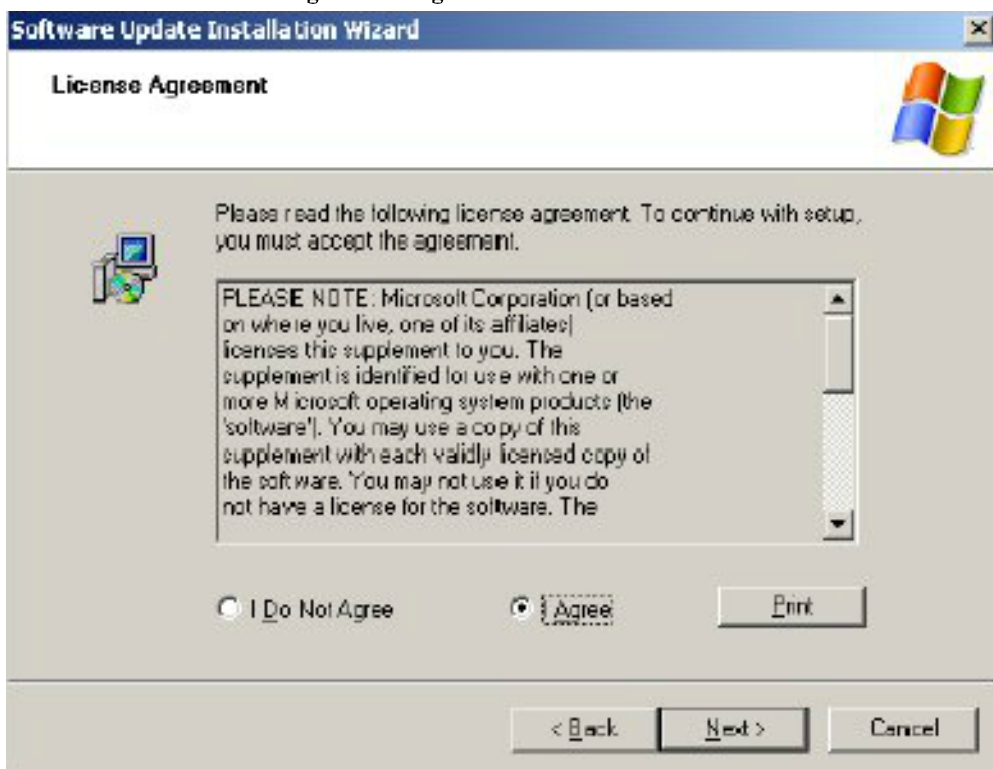 Software Update Installation Wizard
License Agreement
Please read the following license agreement. To continue with setup,
you must accept the agreement.
PLEASE NOTE: Microsoft Corporation (or based
on where you live, one of its affiliates)
licenses this supplement to you. The
supplement is identified for use with one or
more Microsoft operating system products (the
'software'). You may use a copy of this
supplement with each validly licensed copy of
the software. You may not use it if you do
not have a license for the software. The
I Do Not Agree
I Agree
Print
< Back
Next >
Cancel